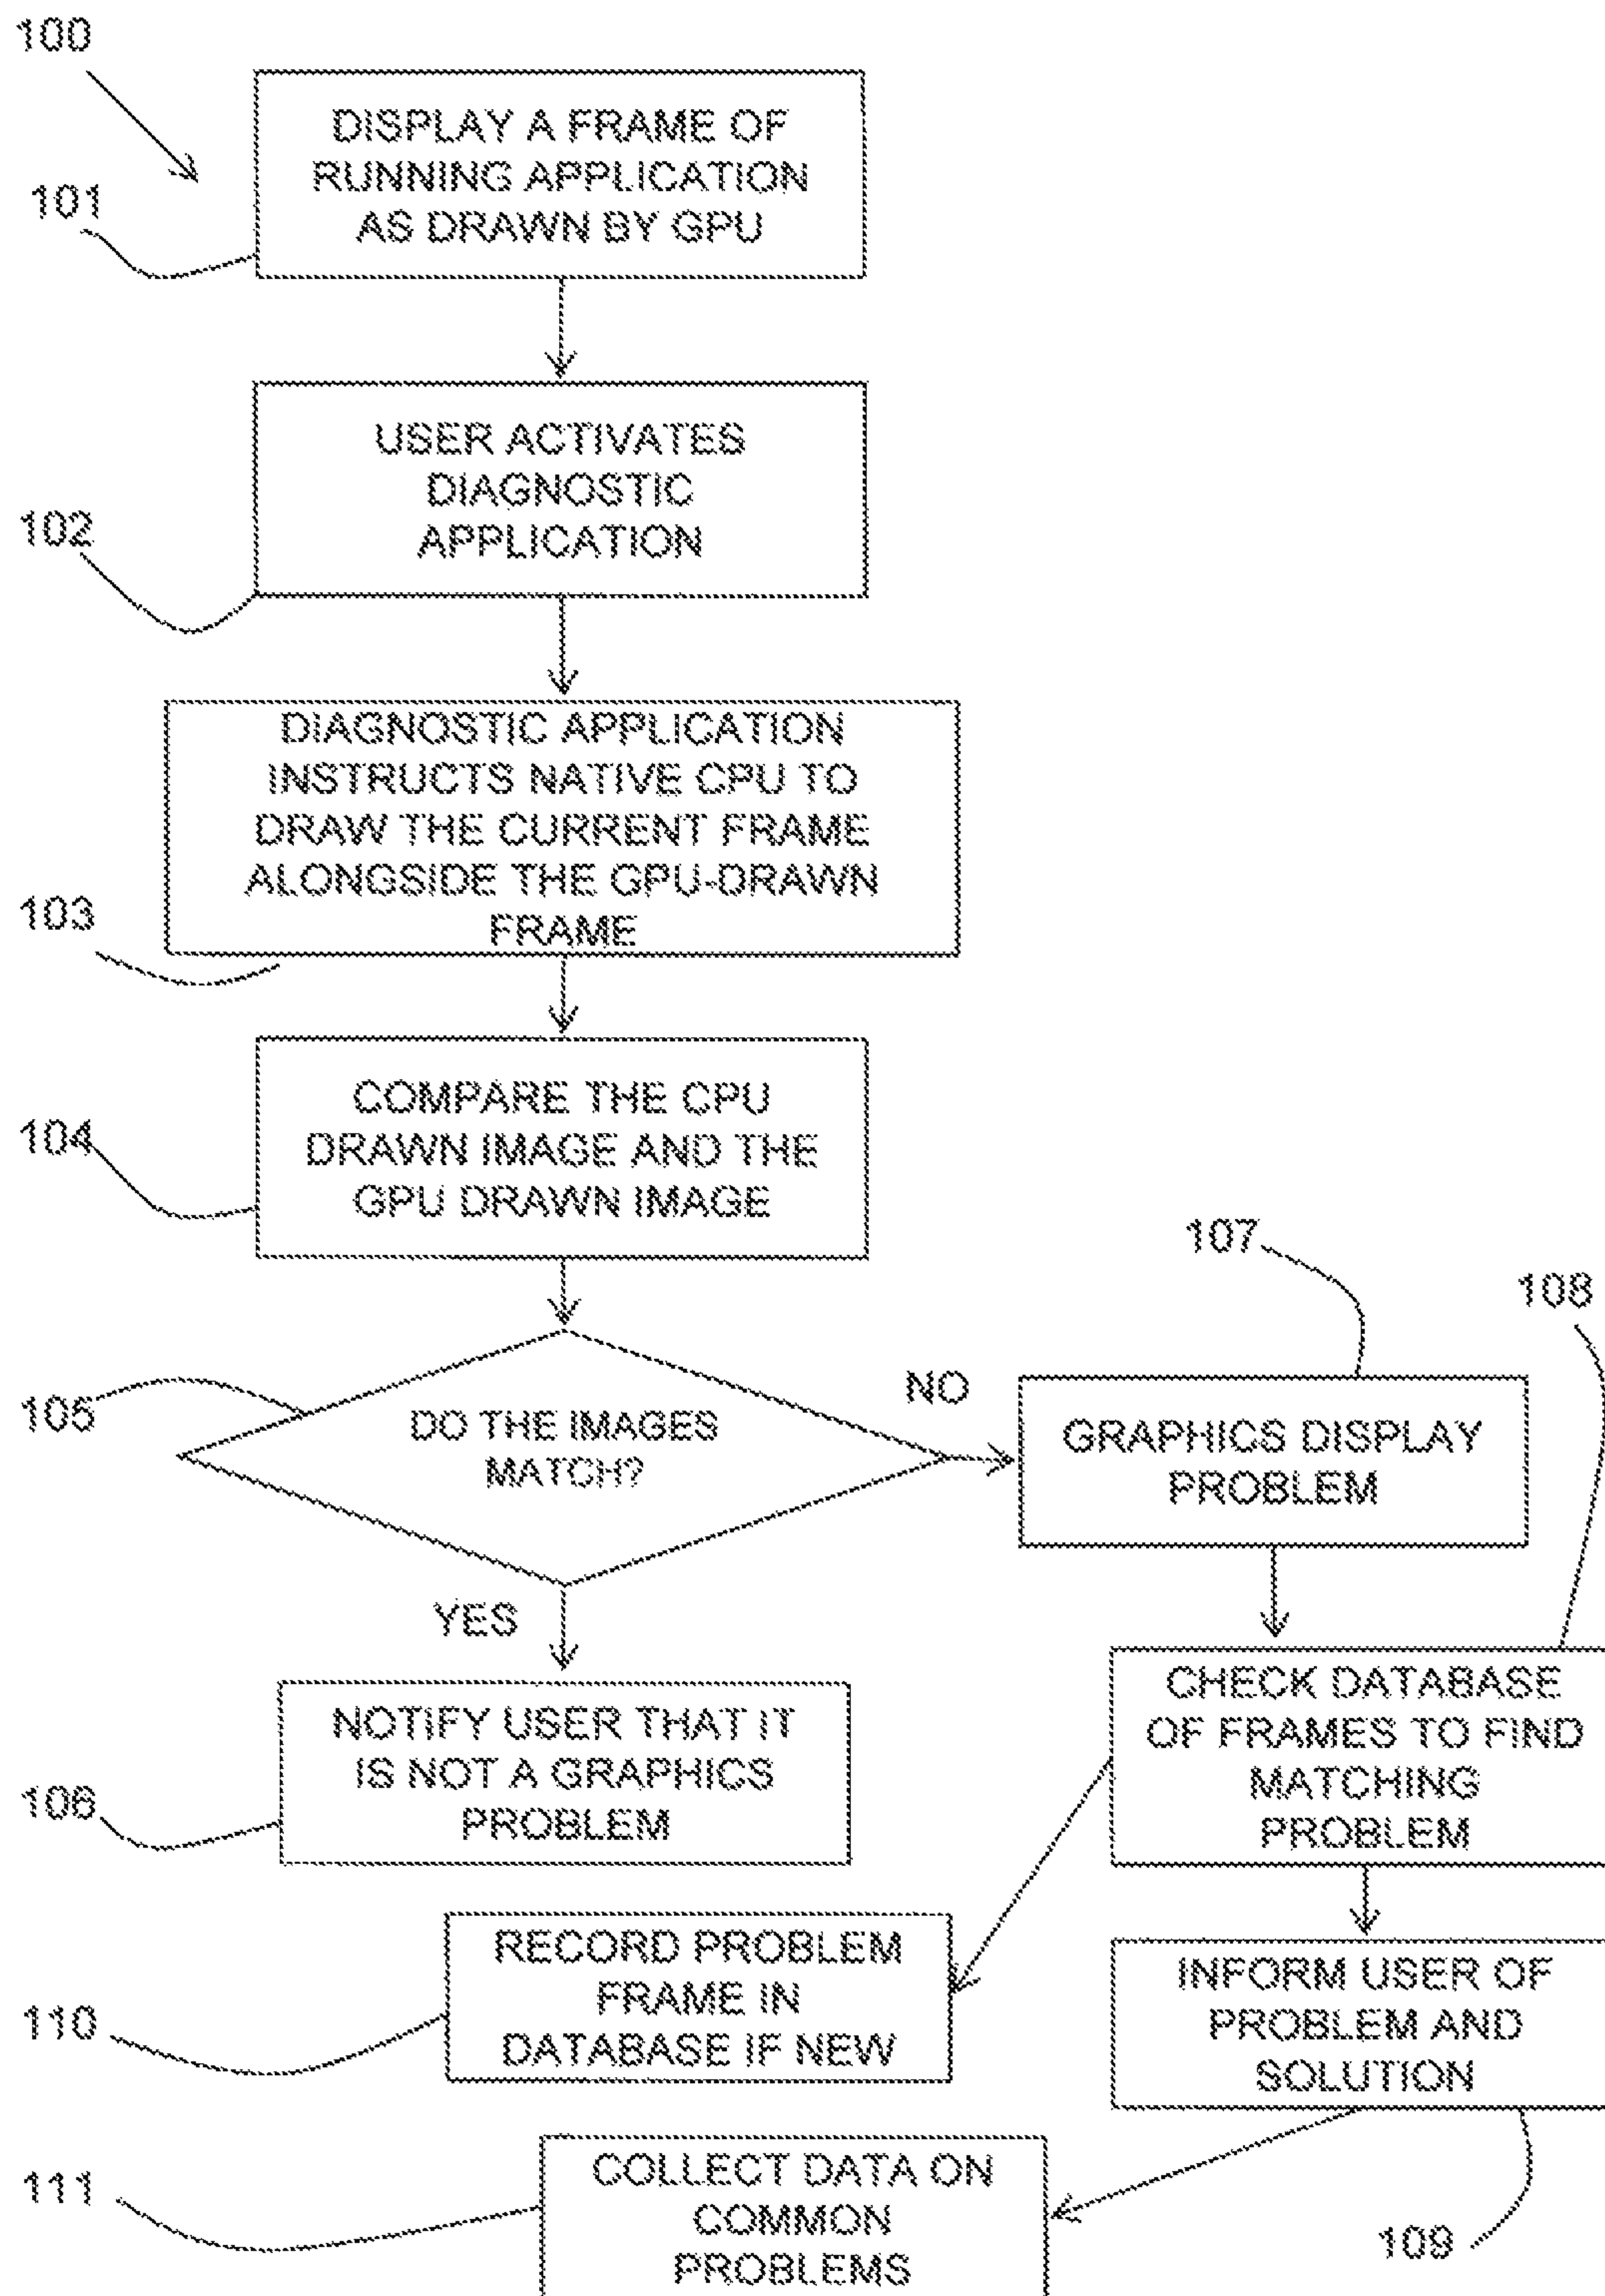 100
DISPLAY A FRAME OF
RUNNING APPLICATION
AS DRAWN BY GPU
101
USER ACTIVATES
DIAGNOSTIC
APPLICATION
102
DIAGNOSTIC APPLICATION
INSTRUCTS NATIVE CPU TO
DRAW THE CURRENT FRAME
ALONGSIDE THE GPU-DRAWN
FRAME
103
COMPARE THE CPU
DRAWN IMAGE AND THE
GPU DRAWN IMAGE
104
DO THE IMAGES
MATCH?
105
NO
YES
107
GRAPHICS DISPLAY
PROBLEM
108
NOTIFY USER THAT IT
IS NOT A GRAPHICS
PROBLEM
106
CHECK DATABASE
OF FRAMES TO FIND
MATCHING
PROBLEM
RECORD PROBLEM
FRAME IN
DATABASE IF NEW
110
INFORM USER OF
PROBLEM AND
SOLUTION
109
COLLECT DATA ON
COMMON
PROBLEMS
111